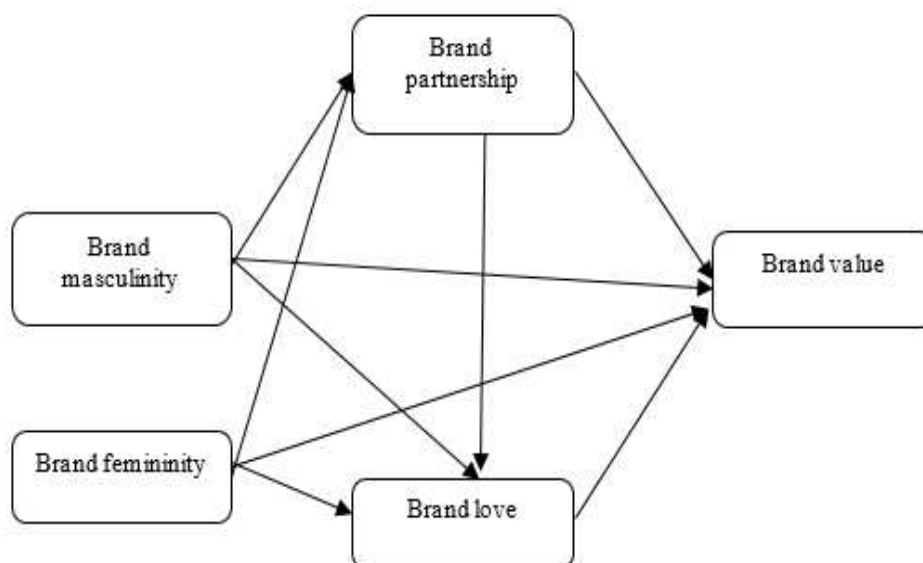 Brand
partnership
Brand
masculinity
Brand value
Brand femininity
Brand love